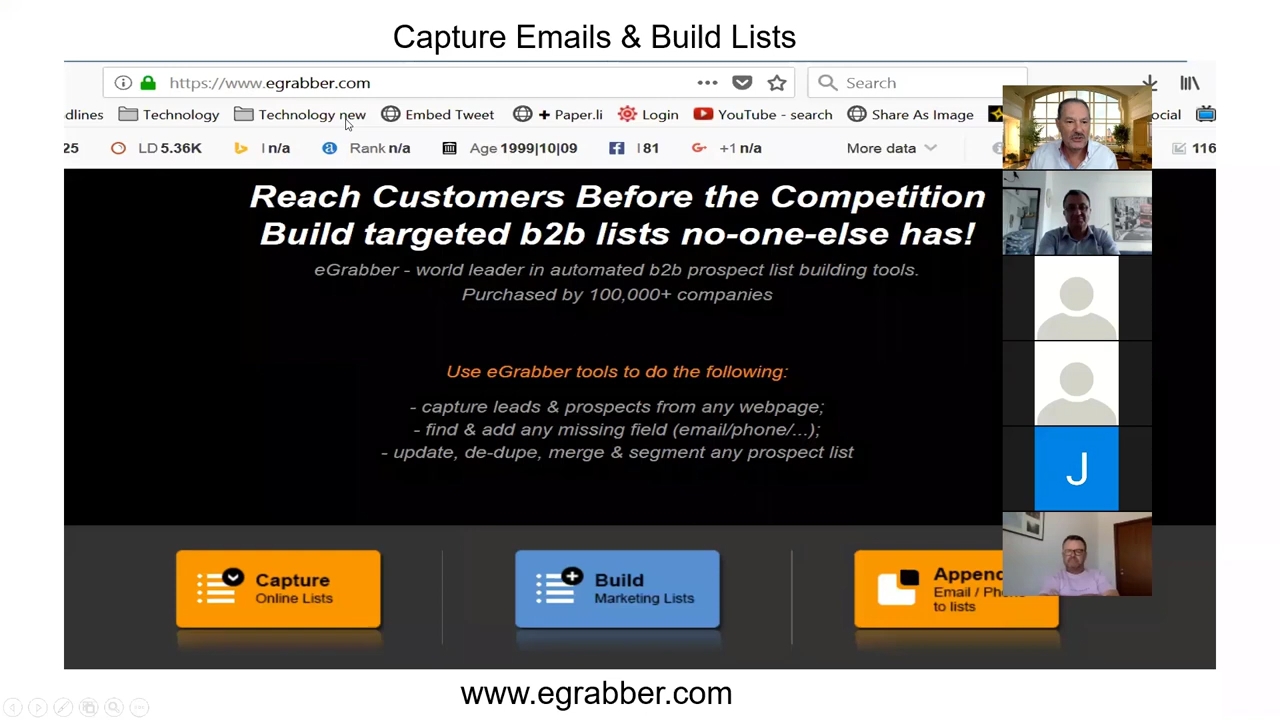 Capture Emails & Build Lists
https://www.egrabber.com
Search
dlines Technology Technology new Embed Tweet + Paper.li Login YouTube - search Share As Image ocial
25 LD 5.36K I n/a Rank n/a Age 1999|10|09 I 81 +1 n/a More data 116
Reach Customers Before the Competition
Build targeted b2b lists no-one-else has!
eGrabber - world leader in automated b2b prospect list building tools.
Purchased by 100,000+ companies
Use eGrabber tools to do the following:
- capture leads & prospects from any webpage;
- find & add any missing field (email/phone/...);
- update, de-dupe, merge & segment any prospect list
J
Capture
Online Lists
Build
Marketing Lists
Appen
Email / Ph
to lists
www.egrabber.com